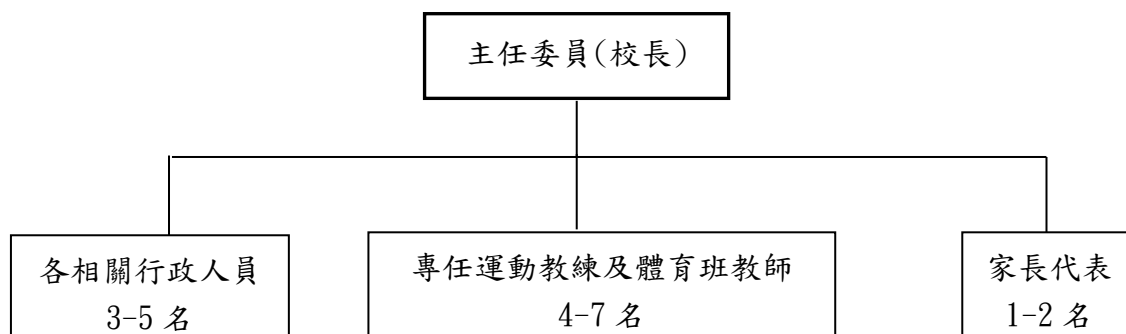 主任委員(校長)
各相關行政人員
3-5 名
專任運動教練及體育班教師
4-7 名
家長代表
1-2 名